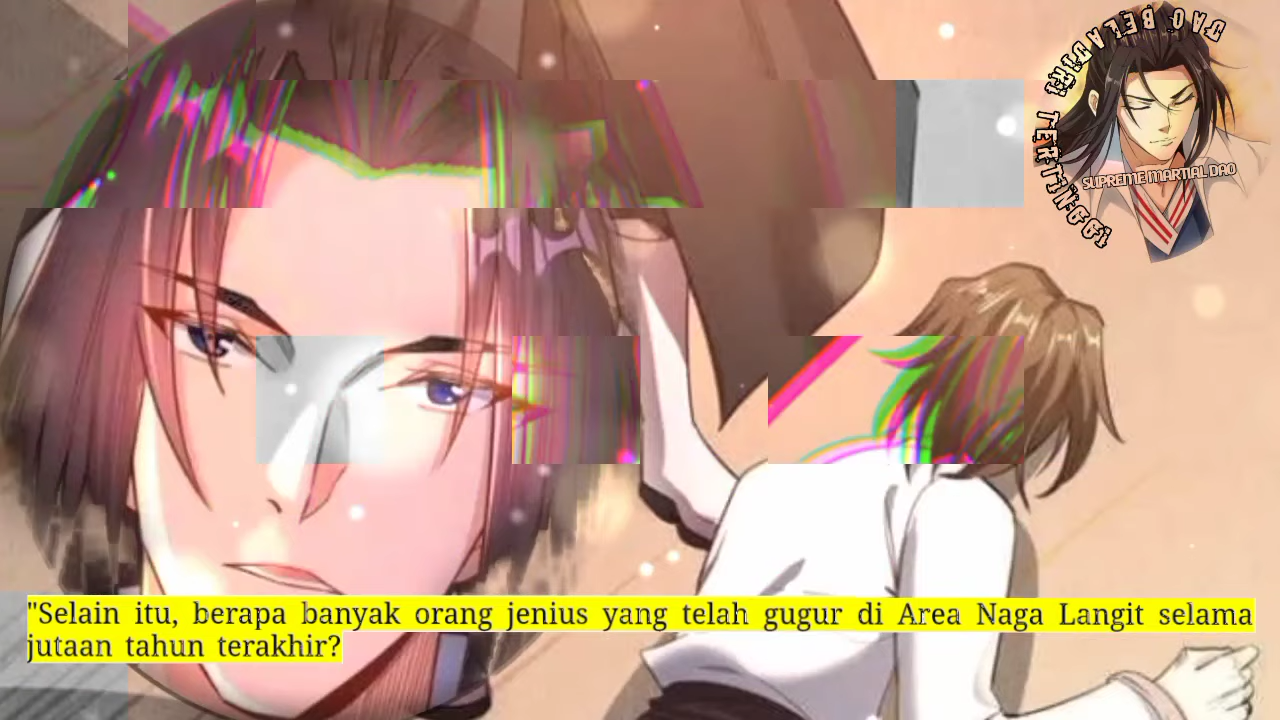 DAO BELADIRI TERTINGGI
SUPREME MARTIAL DAO
"Selain itu, berapa banyak orang jenius yang telah gugur di Area Naga Langit selama
jutaan tahun terakhir?